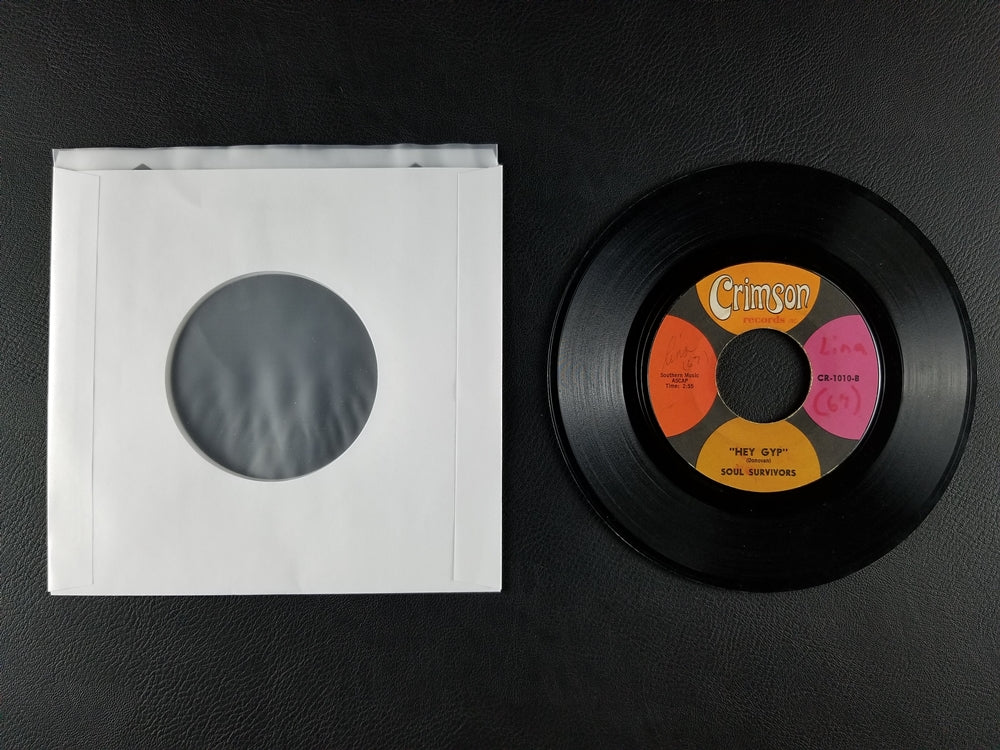 Crimson
records INC.
Lina
'67
Southern Music
ASCAP
Time: 2:55
Lina
CR-1010-B
(67)
"HEY GYP"
(Donovan)
SOUL SURVIVORS